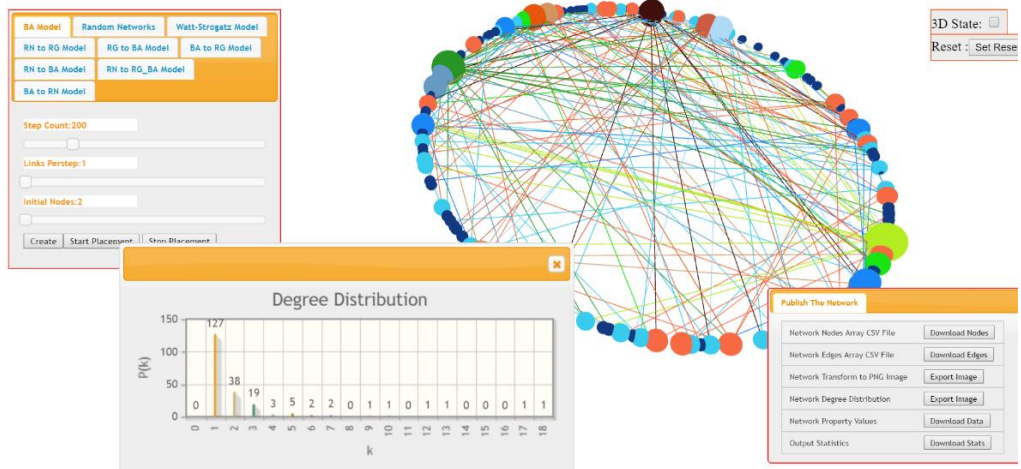 BA Model Random Networks Watt-Strogatz Model
RN to RG Model RG to BA Model BA to RG Model
RN to BA Model RN to RG_BA Model
BA to RN Model
Step Count:200
Links Perstep:1
Initial Nodes:2
Create Start Placement Stop Placement
3D State:
Reset : Set Reset
Degree Distribution
P(k)
150
100
50
0
0 127 38 19 3 5 2 2 0 1 1 0 1 1 0 0 0 1 1
0 1 2 3 4 5 6 7 8 9 10 11 12 13 14 15 16 17 18
k
Publish The Network
Network Nodes Array CSV File Download Nodes
Network Edges Array CSV File Download Edges
Network Transform to PNG Image Export Image
Network Degree Distribution Export Image
Network Property Values Download Data
Output Statistics Download Stats